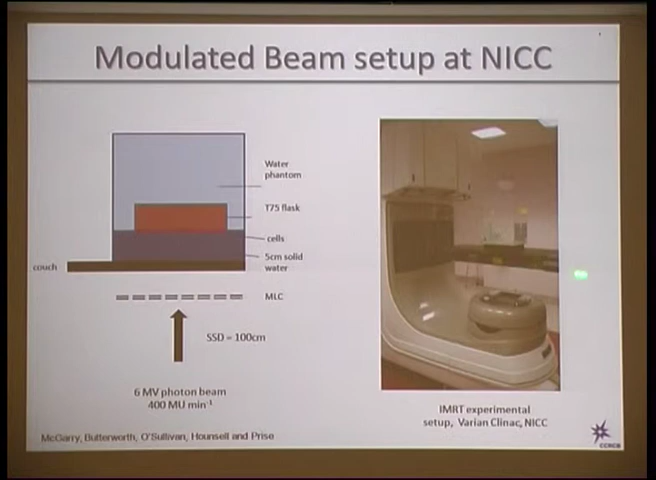 Modulated Beam setup at NICC
Water
phantom
T75 flask
cells
5cm solid
water
couch
MLC
SSD = 100cm
6 MV photon beam
400 MU min⁻¹
IMRT experimental
setup, Varian Clinac, NICC
McGarry, Butterworth, O'Sullivan, Hounsell and Prise
CCRCB